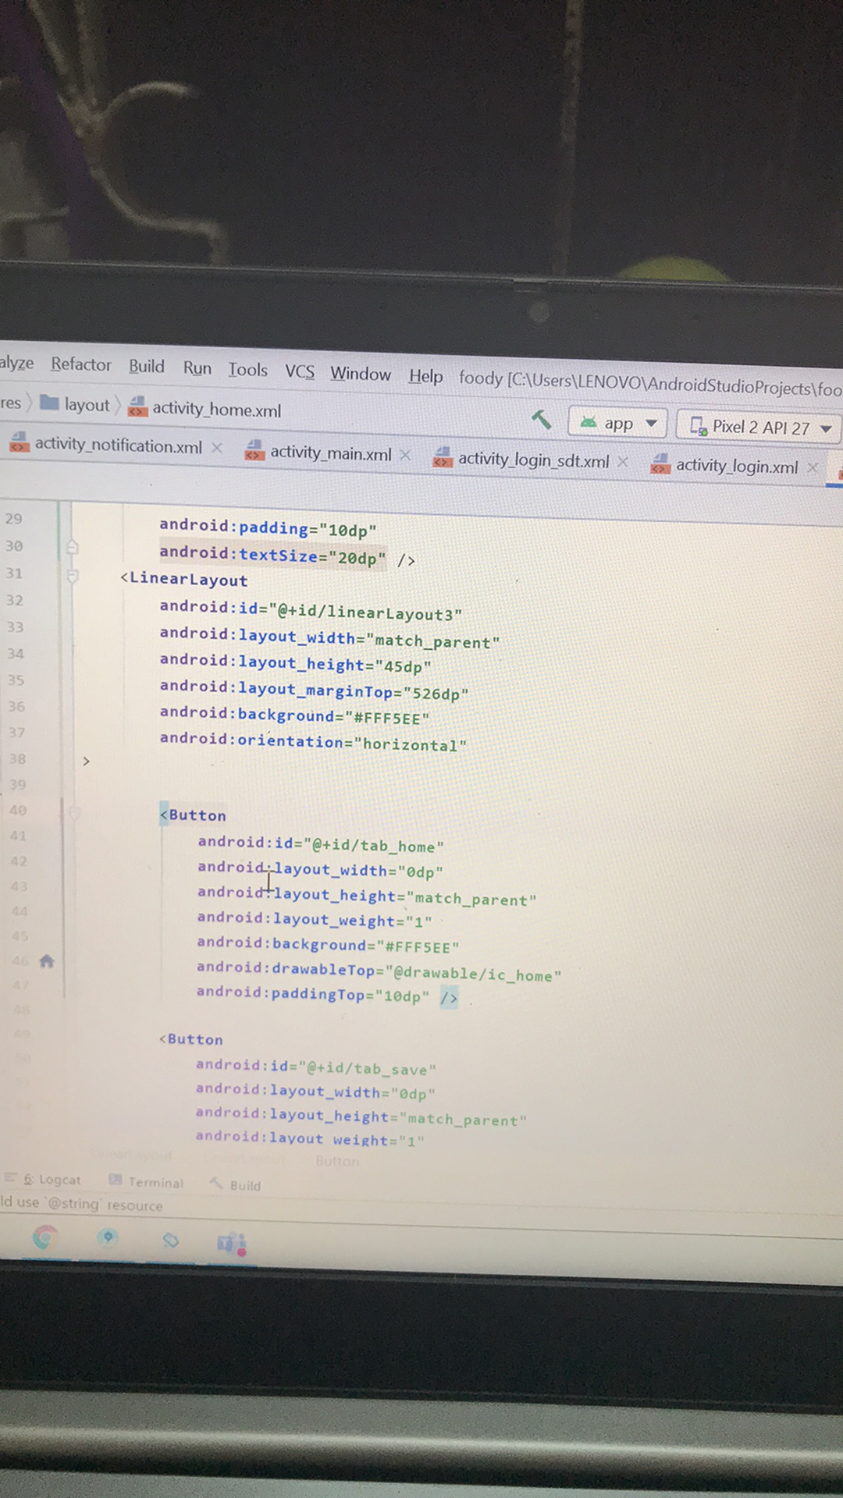 alyze Refactor Build Run Tools VCS Window Help foody [C:\Users\LENOVO\AndroidStudioProjects\foo
res layout activity_home.xml app Pixel 2 API 27
activity_notification.xml activity_main.xml activity_login_sdt.xml activity_login.xml
29 android:padding="10dp"
30 android:textSize="20dp" />
31 <LinearLayout
32 android:id="@+id/linearLayout3"
33 android:layout_width="match_parent"
34 android:layout_height="45dp"
35 android:layout_marginTop="526dp"
36 android:background="#FFF5EE"
37 android:orientation="horizontal"
38 >
39
40 <Button
41 android:id="@+id/tab_home"
42 android:layout_width="0dp"
43 android:layout_height="match_parent"
44 android:layout_weight="1"
45 android:background="#FFF5EE"
46 android:drawableTop="@drawable/ic_home"
47 android:paddingTop="10dp" />
48
49 <Button
android:id="@+id/tab_save"
android:layout_width="0dp"
android:layout_height="match_parent"
android:layout_weight="1"
Button
6: Logcat Terminal Build
ld use `@string` resource